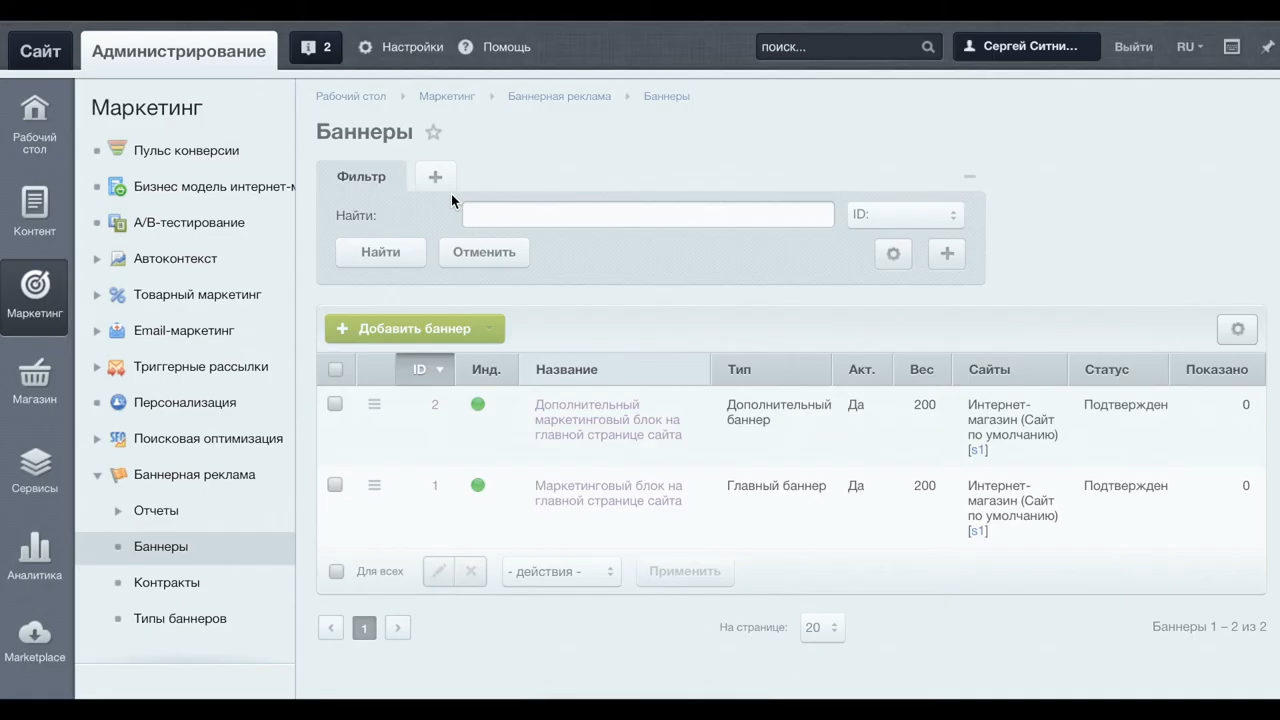 Сайт
Администрирование
2
Настройки
Помощь
поиск...
Сергей Ситни...
Выйти
RU
Рабочий стол
Контент
Маркетинг
Магазин
Сервисы
Аналитика
Marketplace
Маркетинг
Пульс конверсии
Бизнес модель интернет-м
A/B-тестирование
Автоконтекст
Товарный маркетинг
Email-маркетинг
Триггерные рассылки
Персонализация
Поисковая оптимизация
Баннерная реклама
Отчеты
Баннеры
Контракты
Типы баннеров
Рабочий стол Маркетинг Баннерная реклама Баннеры
Баннеры
Фильтр
Найти:
ID:
Найти
Отменить
Добавить баннер
ID Инд. Название Тип Акт. Вес Сайты Статус Показано
2 Дополнительный Дополнительный Да 200 Интернет- Подтвержден 0
маркетинговый блок на баннер магазин (Сайт
главной странице сайта по умолчанию)
[s1]
1 Маркетинговый блок на Главный баннер Да 200 Интернет- Подтвержден 0
главной странице сайта магазин (Сайт
по умолчанию)
[s1]
Для всех
- действия -
Применить
1
На странице: 20
Баннеры 1 – 2 из 2
SEO